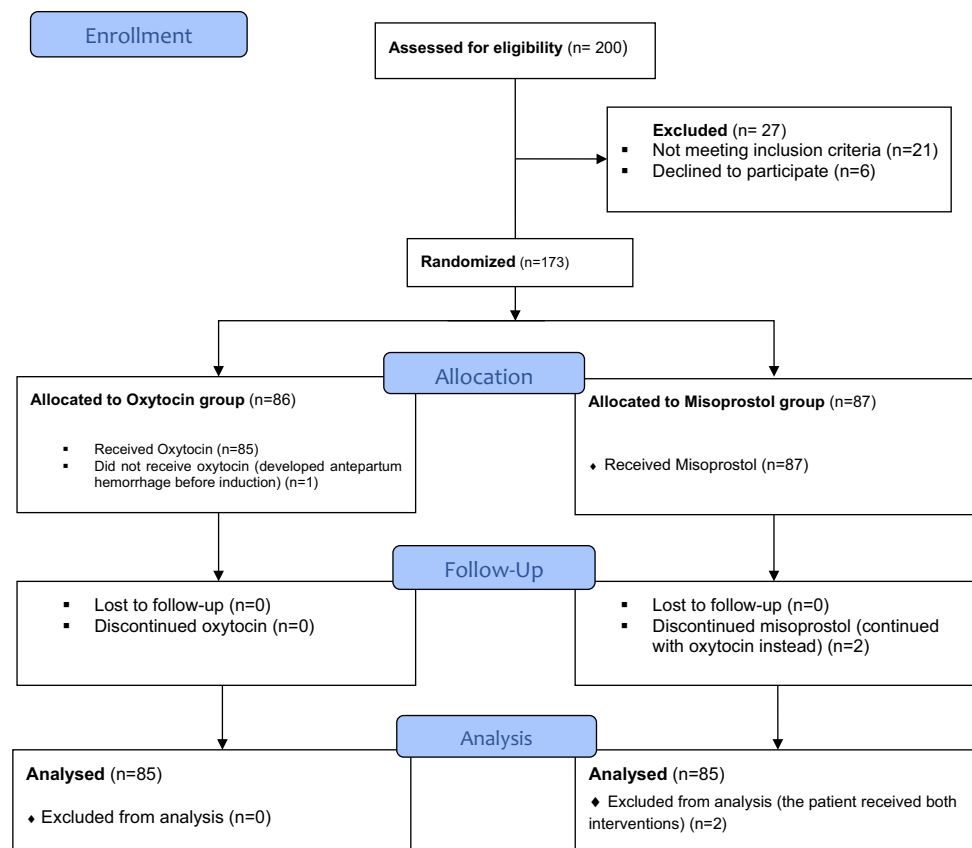 Enrollment
Assessed for eligibility (n= 200)
Excluded (n= 27)
▪ Not meeting inclusion criteria (n=21)
▪ Declined to participate (n=6)
Randomized (n=173)
Allocation
Allocated to Oxytocin group (n=86)
▪ Received Oxytocin (n=85)
▪ Did not receive oxytocin (developed antepartum
hemorrhage before induction) (n=1)
Allocated to Misoprostol group (n=87)
♦ Received Misoprostol (n=87)
Follow-Up
▪ Lost to follow-up (n=0)
▪ Discontinued oxytocin (n=0)
▪ Lost to follow-up (n=0)
▪ Discontinued misoprostol (continued
with oxytocin instead) (n=2)
Analysis
Analysed (n=85)
♦ Excluded from analysis (n=0)
Analysed (n=85)
♦ Excluded from analysis (the patient received both
interventions) (n=2)